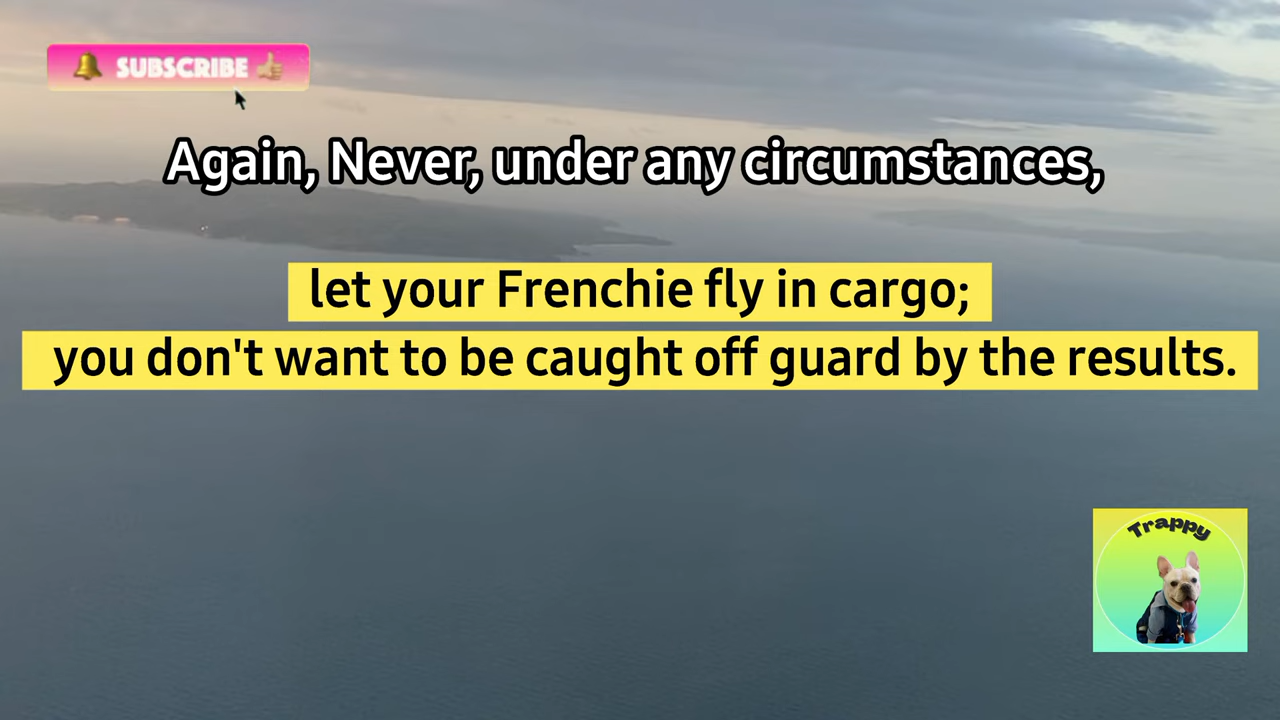 SUBSCRIBE
Again, Never, under any circumstances,
let your Frenchie fly in cargo;
you don't want to be caught off guard by the results.
Trappy